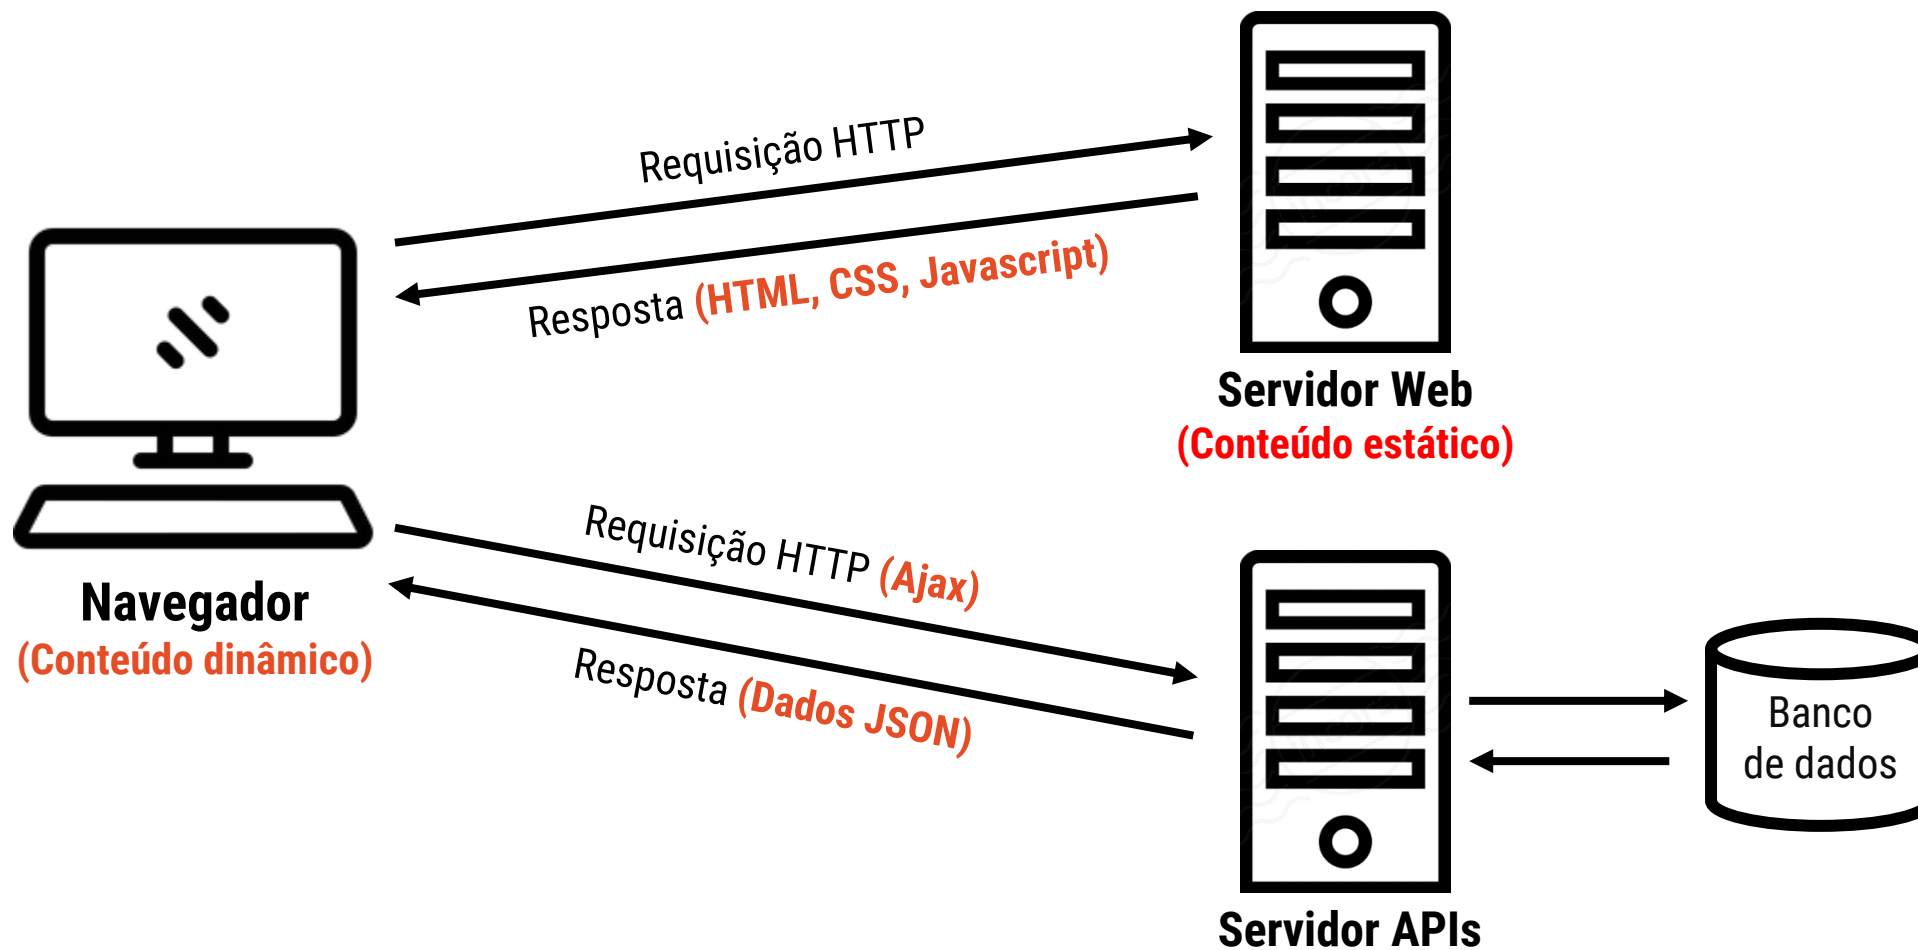 Requisição HTTP
Resposta (HTML, CSS, Javascript)
Servidor Web
(Conteúdo estático)
Navegador
(Conteúdo dinâmico)
Requisição HTTP (Ajax)
Resposta (Dados JSON)
Banco
de dados
Servidor APIs